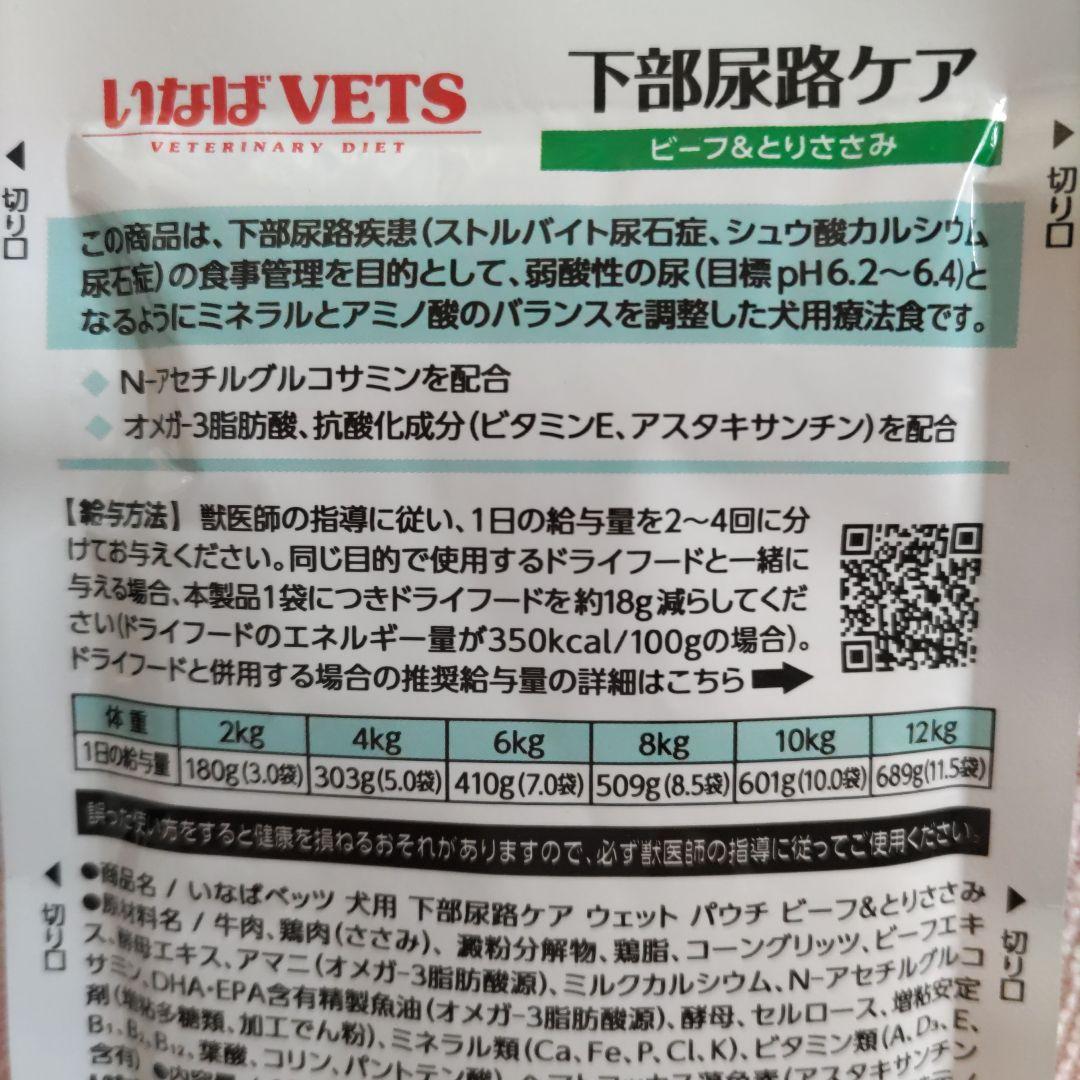 いなばVETS
VETERINARY DIET
下部尿路ケア
ビーフ&とりささみ
切り口
切り口
この商品は、下部尿路疾患(ストルバイト尿石症、シュウ酸カルシウム
尿石症)の食事管理を目的として、弱酸性の尿(目標pH6.2〜6.4)と
なるようにミネラルとアミノ酸のバランスを調整した犬用療法食です。
N-アセチルグルコサミンを配合
オメガ-3脂肪酸、抗酸化成分(ビタミンE、アスタキサンチン)を配合
【給与方法】獣医師の指導に従い、1日の給与量を2〜4回に分
けてお与えください。同じ目的で使用するドライフードと一緒に
与える場合、本製品1袋につきドライフードを約18g減らしてくだ
さい(ドライフードのエネルギー量が350kcal/100gの場合)。
ドライフードと併用する場合の推奨給与量の詳細はこちら
体重 2kg 4kg 6kg 8kg 10kg 12kg
1日の給与量 180g(3.0袋) 303g(5.0袋) 410g(7.0袋) 509g(8.5袋) 601g(10.0袋) 689g(11.5袋)
誤った使い方をすると健康を損ねるおそれがありますので、必ず獣医師の指導に従ってご使用ください。
切り口
切り口
●商品名 / いなばペッツ 犬用 下部尿路ケア ウェット パウチ ビーフ&とりささみ
●原材料名 / 牛肉、鶏肉(ささみ)、澱粉分解物、鶏脂、コーングリッツ、ビーフエキ
ス、酵母エキス、アマニ(オメガ-3脂肪酸源)、ミルクカルシウム、N-アセチルグルコ
サミン、DHA・EPA含有精製魚油(オメガ-3脂肪酸源)、酵母、セルロース、増粘安定
剤(増粘多糖類、加工でん粉)、ミネラル類(Ca、Fe、P、Cl、K)、ビタミン類(A、D₃、E、
B₁、B₂、B₁₂、葉酸、コリン、パントテン酸)、(アスタキサンチン
含有)